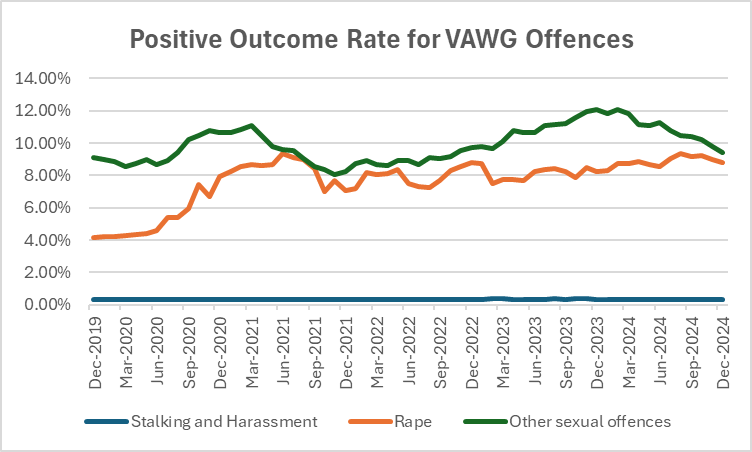 Positive Outcome Rate for VAWG Offences
14.00%
12.00%
10.00%
8.00%
6.00%
4.00%
2.00%
0.00%
Dec-2019
Mar-2020
Jun-2020
Sep-2020
Dec-2020
Mar-2021
Jun-2021
Sep-2021
Dec-2021
Mar-2022
Jun-2022
Sep-2022
Dec-2022
Mar-2023
Jun-2023
Sep-2023
Dec-2023
Mar-2024
Jun-2024
Sep-2024
Dec-2024
Stalking and Harassment Rape Other sexual offences